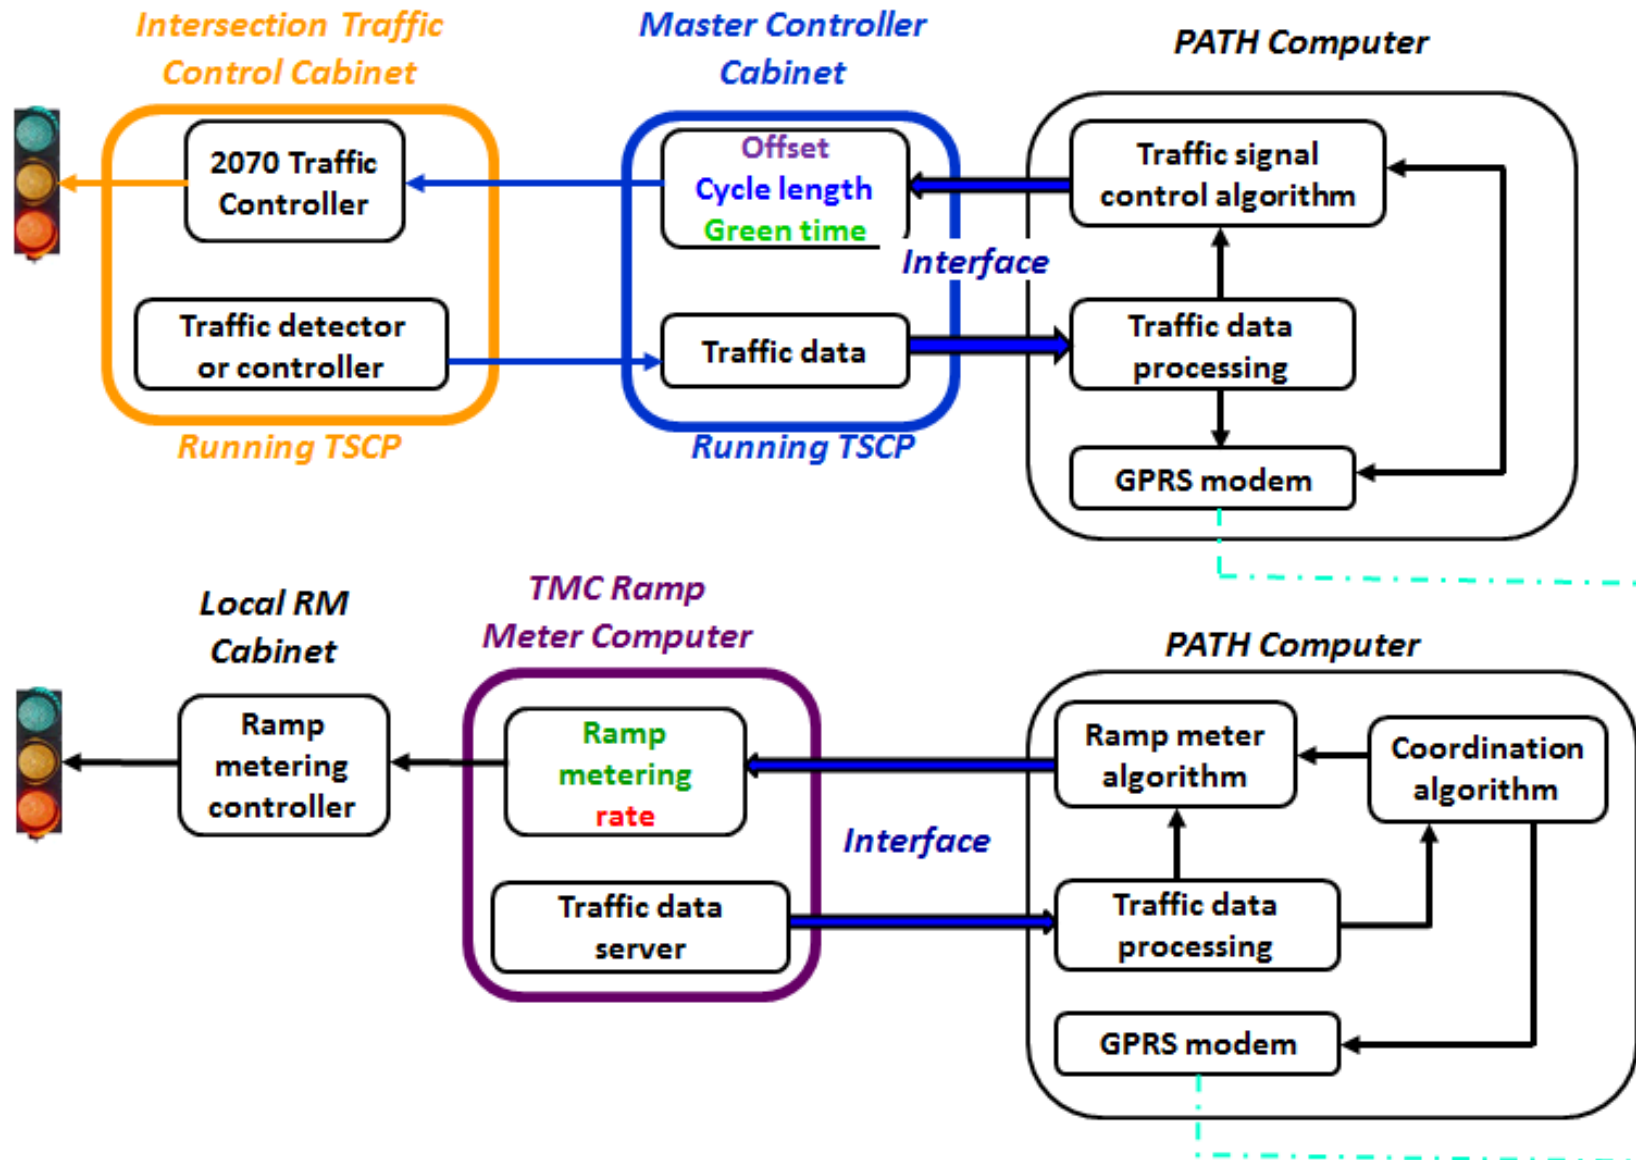 Intersection Traffic
Control Cabinet
Master Controller
Cabinet
PATH Computer
2070 Traffic
Controller
Offset
Cycle length
Green time
Traffic signal
control algorithm
Interface
Traffic detector
or controller
Traffic data
Traffic data
processing
GPRS modem
Running TSCP
Running TSCP
Local RM
Cabinet
TMC Ramp
Meter Computer
PATH Computer
Ramp
metering
controller
Ramp
metering
rate
Ramp meter
algorithm
Coordination
algorithm
Interface
Traffic data
server
Traffic data
processing
GPRS modem